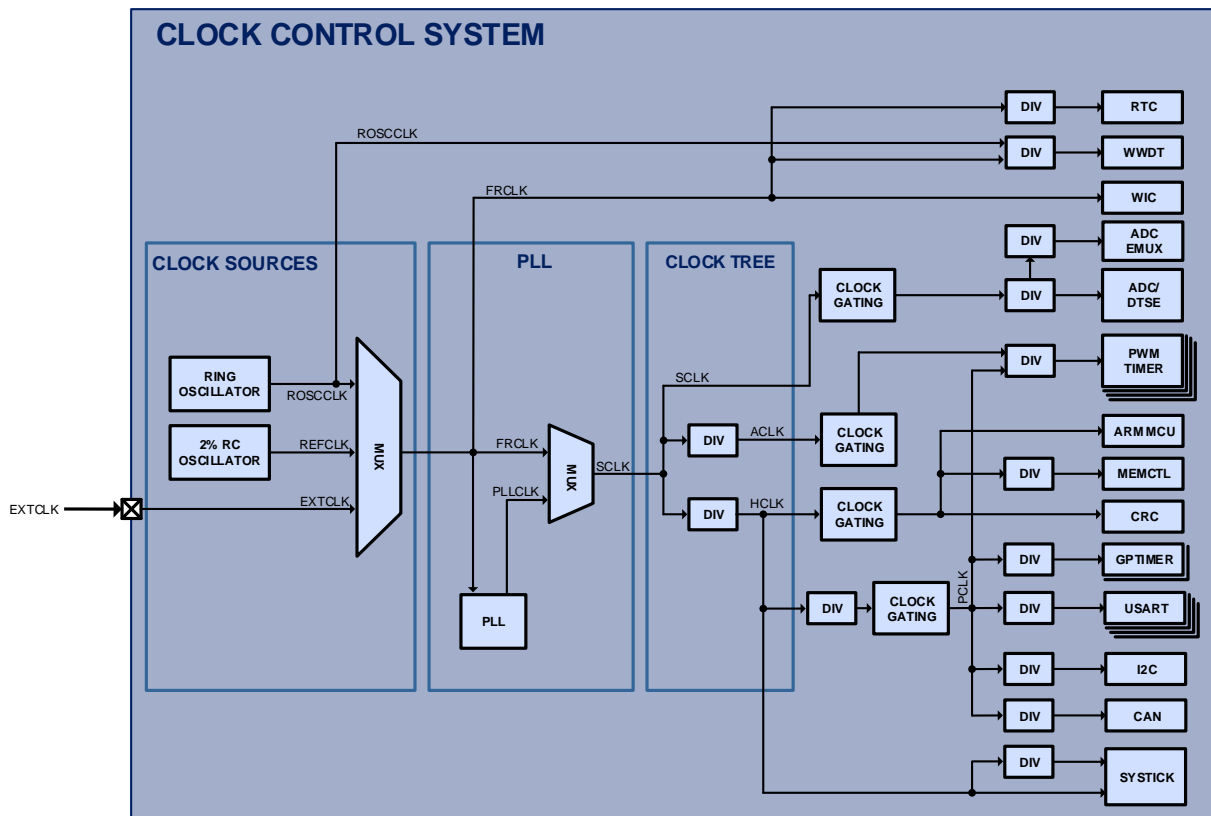 CLOCK CONTROL SYSTEM
DIV
RTC
ROSCCLK
DIV
WWDT
FRCLK
WIC
CLOCK SOURCES
PLL
CLOCK TREE
DIV
ADC
EMUX
CLOCK
GATING
DIV
ADC/
DTSE
RING
OSCILLATOR
ROSCCLK
SCLK
DIV
PWM
TIMER
2% RC
OSCILLATOR
REFCLK
MUX
FRCLK
MUX
SCLK
DIV
ACLK
CLOCK
GATING
ARM MCU
DIV
MEMCTL
EXTCLK
EXTCLK
PLLCLK
DIV
HCLK
CLOCK
GATING
CRC
PLL
DIV
CLOCK
GATING
PCLK
DIV
GPTIMER
DIV
USART
DIV
I2C
DIV
CAN
DIV
SYSTICK